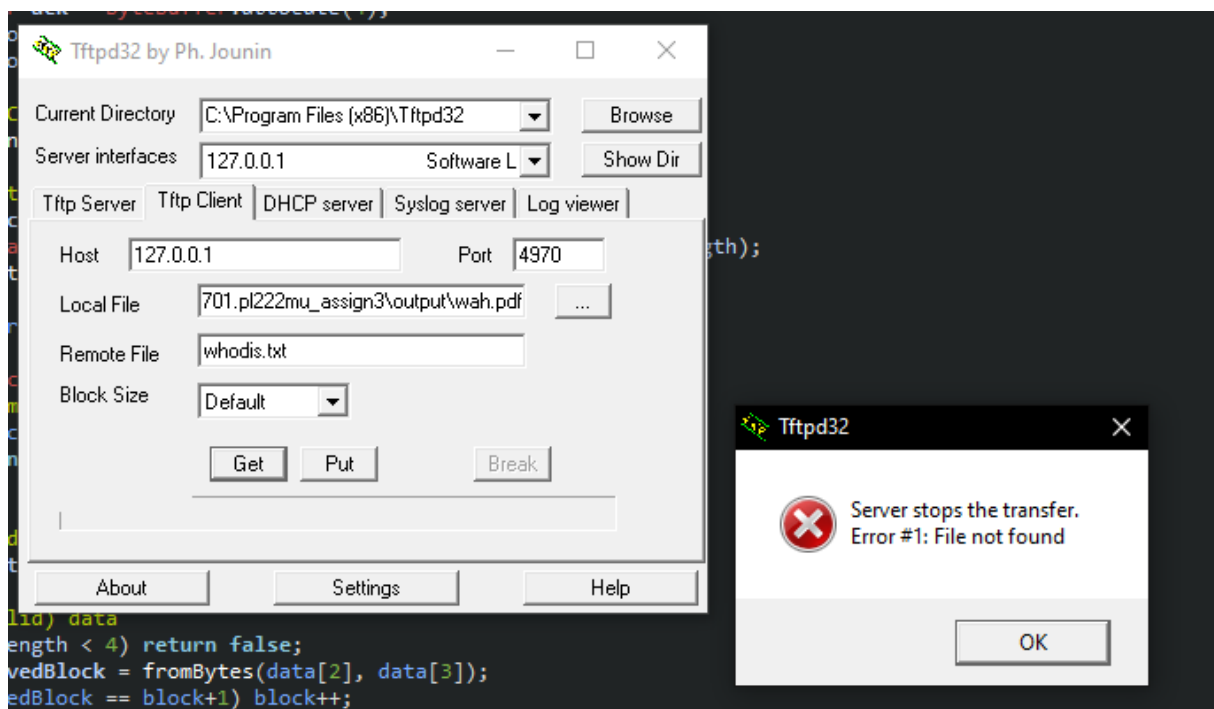 ack = ByteBuffer.allocate(4);
Tftpd32 by Ph. Jounin
Current Directory C:\Program Files (x86)\Tftpd32 Browse
Server interfaces 127.0.0.1 Software L Show Dir
Tftp Server Tftp Client DHCP server Syslog server Log viewer
Host 127.0.0.1 Port 4970
gth);
Local File 701.pl222mu_assign3\output\wah.pdf ...
Remote File whodis.txt
Block Size Default
Get Put Break
Tftpd32
Server stops the transfer.
Error #1: File not found
OK
About Settings Help
lid) data
ength < 4) return false;
vedBlock = fromBytes(data[2], data[3]);
edBlock == block+1) block++;